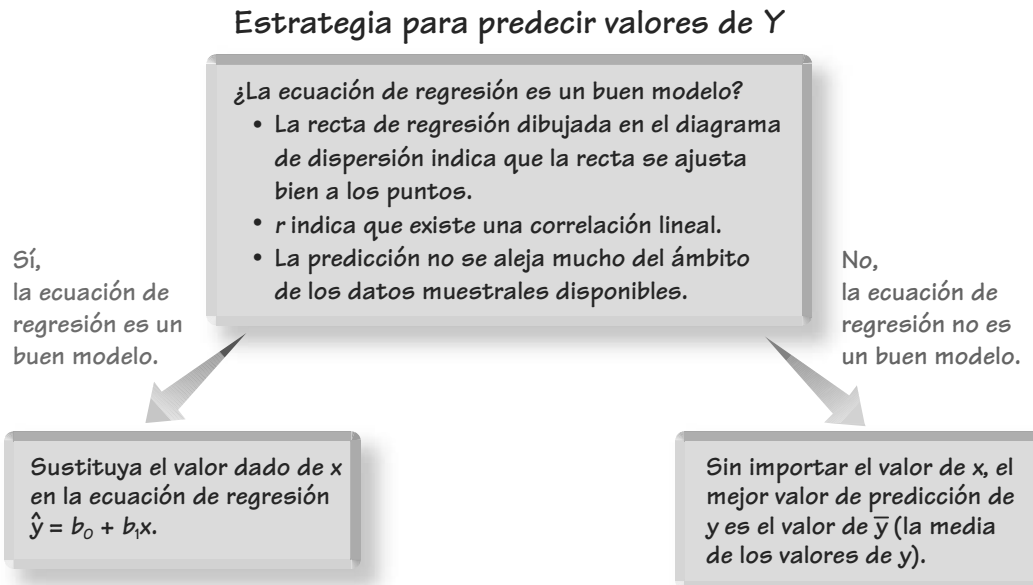 Estrategia para predecir valores de Y
¿La ecuación de regresión es un buen modelo?
• La recta de regresión dibujada en el diagrama
de dispersión indica que la recta se ajusta
bien a los puntos.
• r indica que existe una correlación lineal.
• La predicción no se aleja mucho del ámbito
de los datos muestrales disponibles.
Sí,
la ecuación de
regresión es un
buen modelo.
No,
la ecuación de
regresión no es
un buen modelo.
Sustituya el valor dado de x
en la ecuación de regresión
ŷ = b₀ + b₁x.
Sin importar el valor de x, el
mejor valor de predicción de
y es el valor de y̅ (la media
de los valores de y).